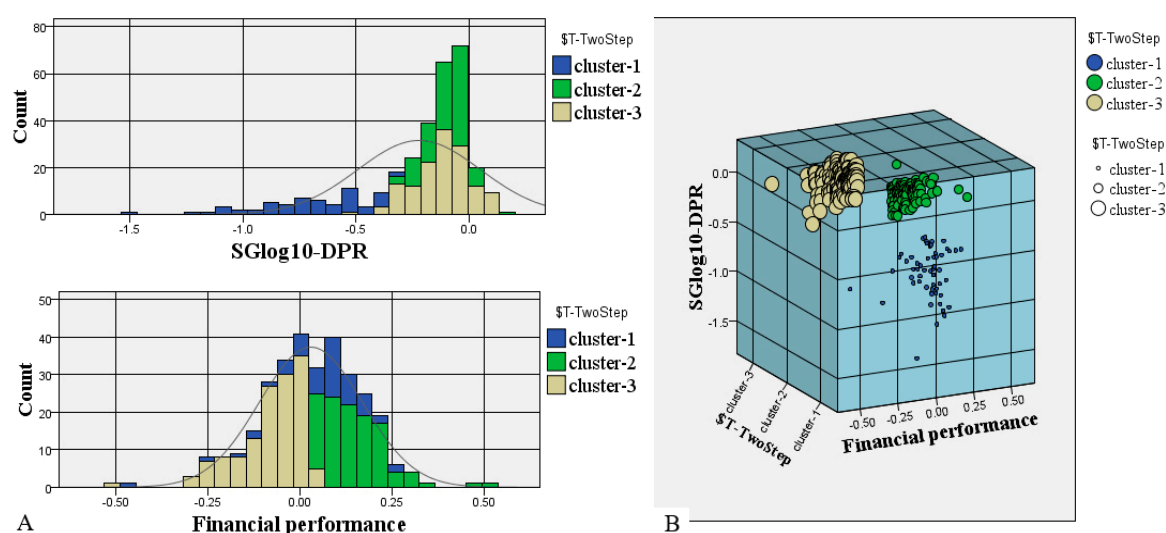 80
60
40
20
0
Count
-1.5
-1.0
-0.5
0.0
SGlog10-DPR
$T-TwoStep
cluster-1
cluster-2
cluster-3
50
40
30
20
10
0
Count
-0.50
-0.25
0.00
0.25
0.50
Financial performance
$T-TwoStep
cluster-1
cluster-2
cluster-3
A
0.0
-0.5
-1.0
-1.5
SGlog10-DPR
cluster-3
cluster-2
cluster-1
$T-TwoStep
-0.50
-0.25
0.00
0.25
0.50
Financial performance
$T-TwoStep
cluster-1
cluster-2
cluster-3
$T-TwoStep
cluster-1
cluster-2
cluster-3
B